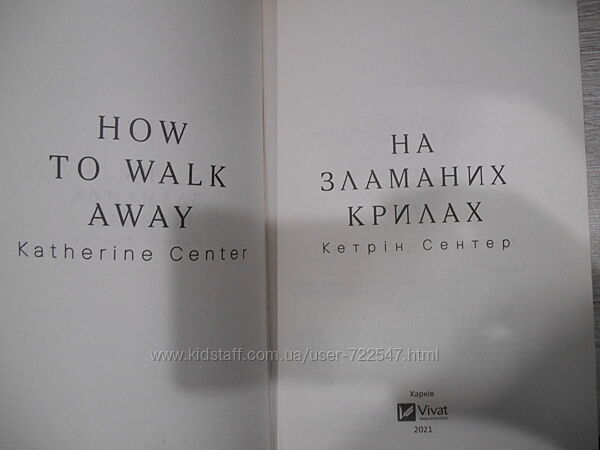 HOW
TO WALK
AWAY
Katherine Center
НА
ЗЛАМАНИХ
КРИЛАХ
Кетрін Сентер
www.kidstaff.com.ua/user-722547.html
Харків
Vivat
видавництво
2021